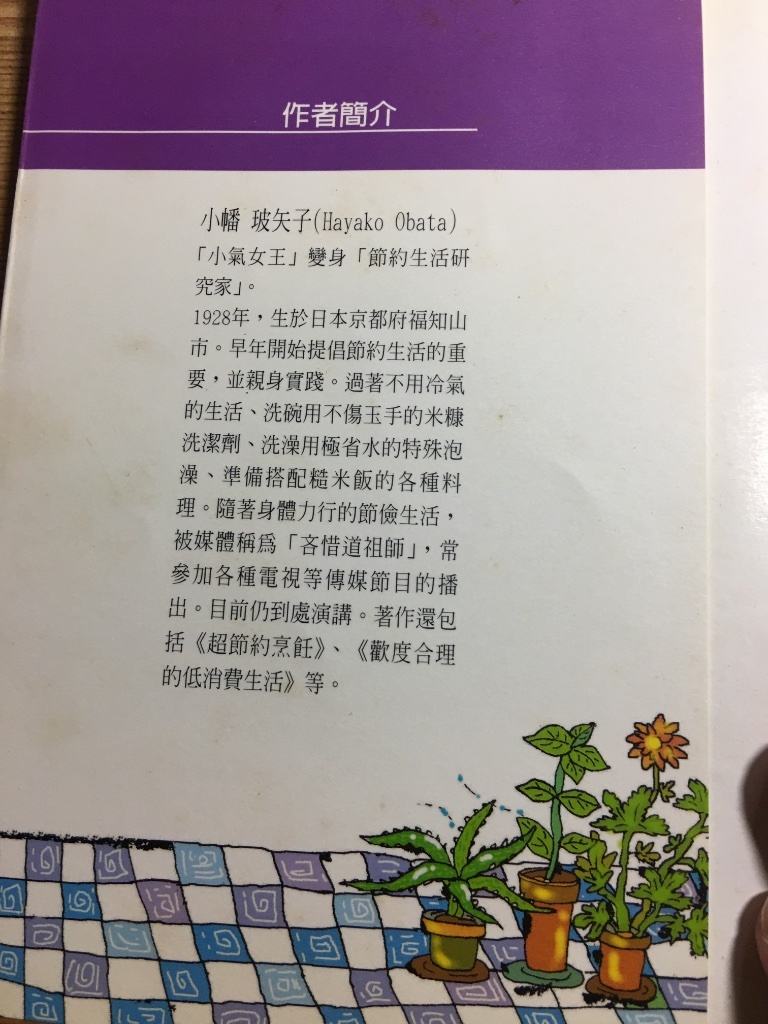 作者簡介
小幡 玻矢子(Hayako Obata)
「小氣女王」變身「節約生活研
究家」。
1928年，生於日本京都府福知山
市。早年開始提倡節約生活的重
要，並親身實踐。過著不用冷氣
的生活、洗碗用不傷玉手的米糠
洗潔劑、洗澡用極省水的特殊泡
澡、準備搭配糙米飯的各種料
理。隨著身體力行的節儉生活，
被媒體稱為「吝惜道祖師」，常
參加各種電視等傳媒節目的播
出。目前仍到處演講。著作還包
括《超節約烹飪》、《歡度合理
的低消費生活》等。